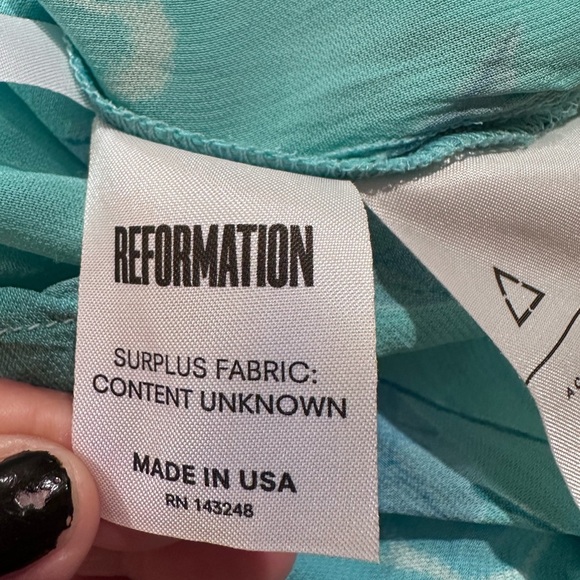 REFORMATION
SURPLUS FABRIC:
CONTENT UNKNOWN
MADE IN USA
RN 143248